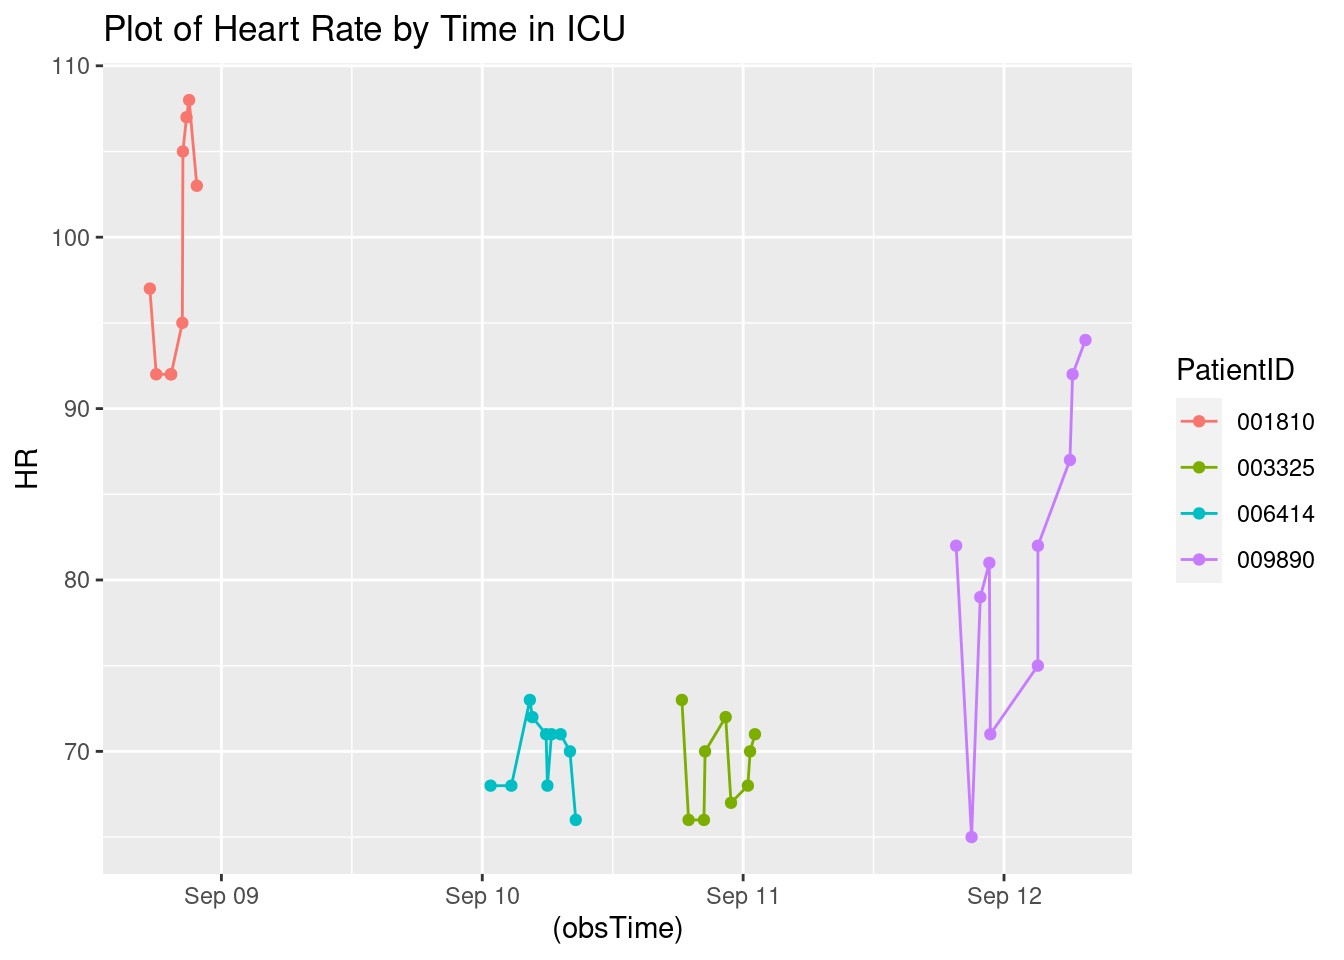 Plot of Heart Rate by Time in ICU
110
100
90
80
70
HR
Sep 09
Sep 10
Sep 11
Sep 12
(obsTime)
PatientID
001810
003325
006414
009890